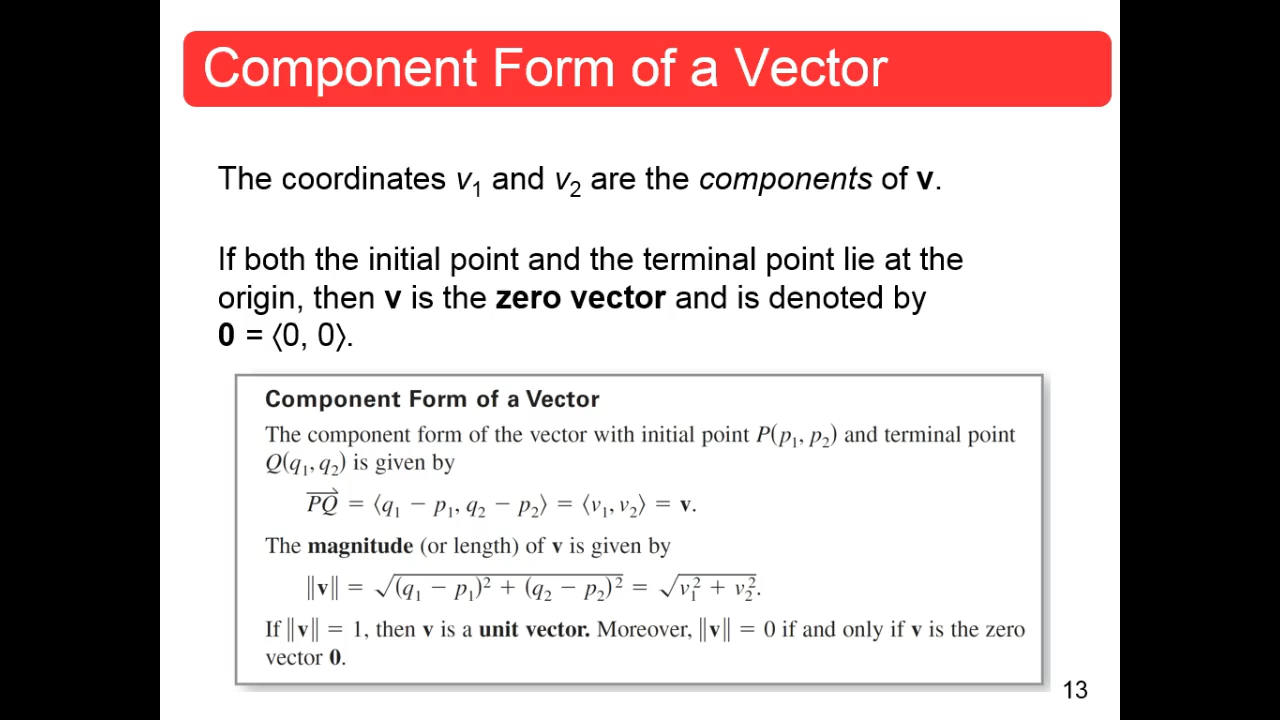 Component Form of a Vector
The coordinates v₁ and v₂ are the components of v.
If both the initial point and the terminal point lie at the
origin, then v is the zero vector and is denoted by
0 = ⟨0, 0⟩.
Component Form of a Vector
The component form of the vector with initial point P(p₁, p₂) and terminal point
Q(q₁, q₂) is given by
P͞Q⃗ = ⟨q₁ − p₁, q₂ − p₂⟩ = ⟨v₁, v₂⟩ = v.
The magnitude (or length) of v is given by
‖v‖ = √((q₁ − p₁)² + (q₂ − p₂)²) = √(v₁² + v₂²).
If ‖v‖ = 1, then v is a unit vector. Moreover, ‖v‖ = 0 if and only if v is the zero
vector 0.
13